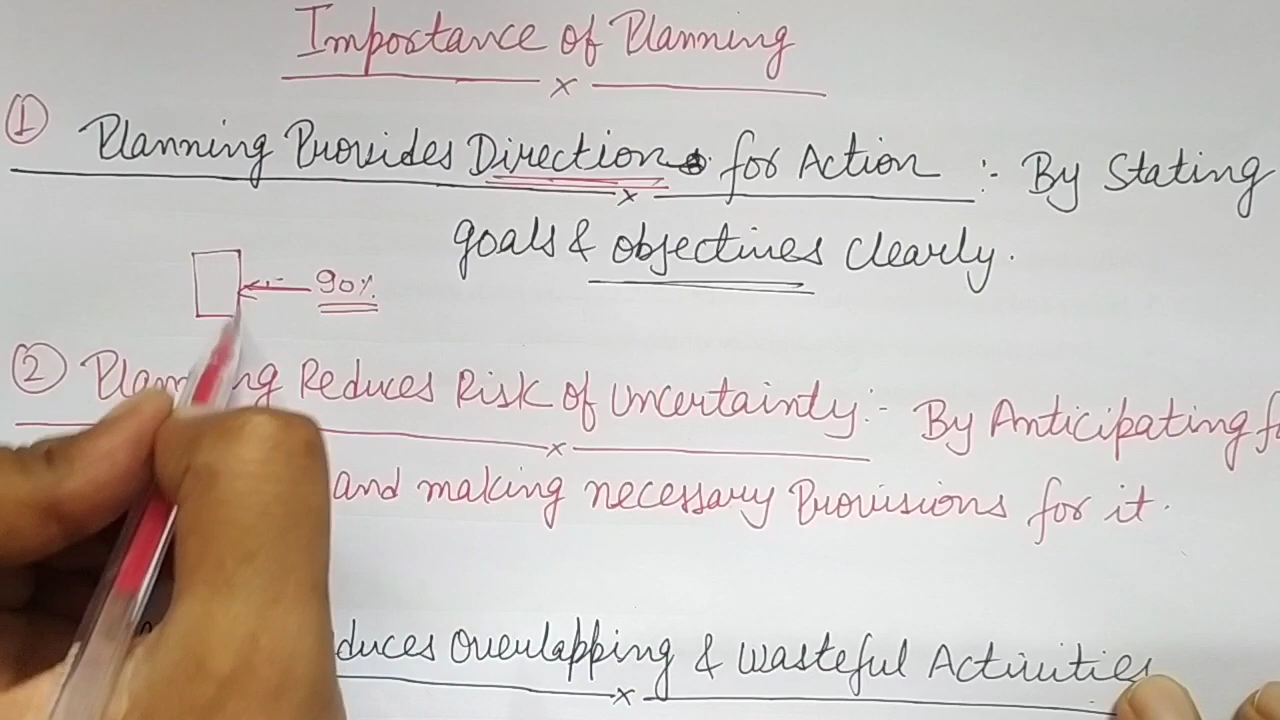 Importance of Planning
① Planning Provides Direction for Action :- By Stating
goals & objectives clearly.
90%
② Reduces Risk of Uncertainty :- By Anticipating
and making necessary Provisions for it.
Overlapping & wasteful Activities